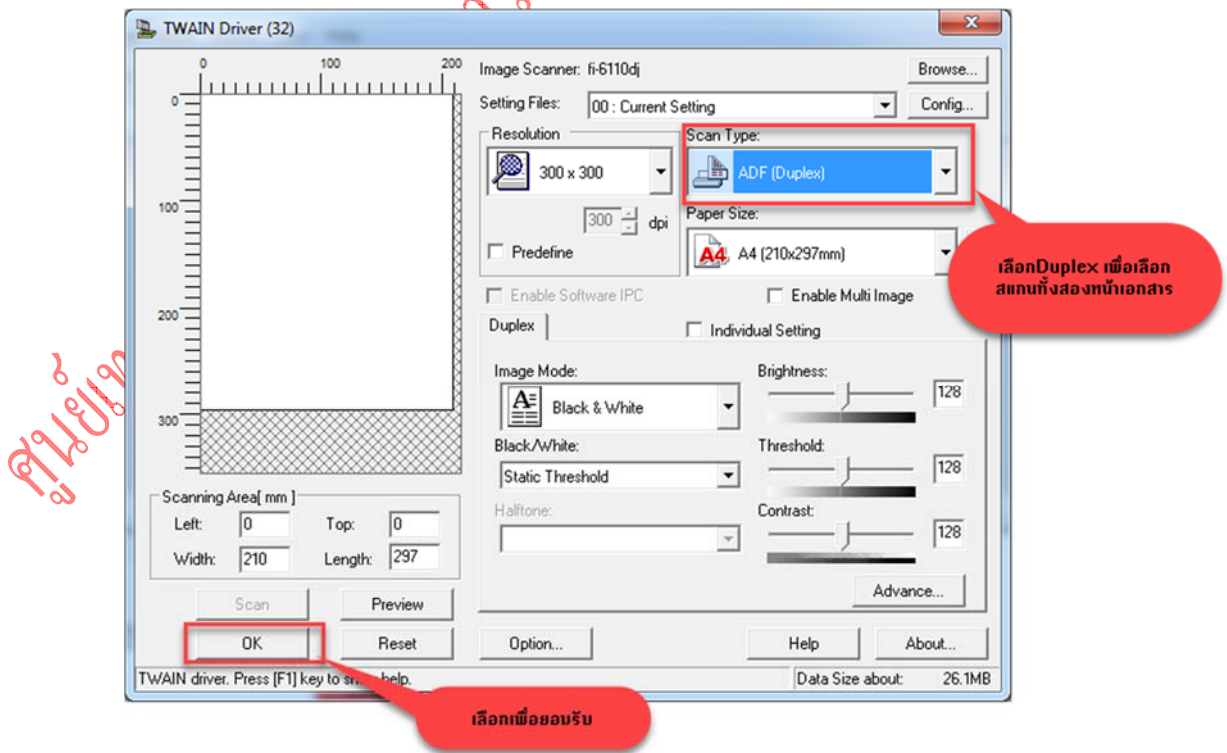 TWAIN Driver (32)
0 100 200
Image Scanner: fi-6110dj
Browse...
0
Setting Files: 00 : Current Setting
Config...
Resolution
Scan Type:
300 x 300
ADF (Duplex)
100
300 dpi
Paper Size:
Predefine
A4 A4 (210x297mm)
เลือกDuplex เพื่อเลือก
สแกนทั้งสองหน้าเอกสาร
Enable Software IPC
Enable Multi Image
200
Duplex
Individual Setting
Image Mode:
Brightness:
Black & White
128
300
Black/White:
Threshold:
Static Threshold
128
Scanning Area[ mm ]
Halftone:
Contrast:
Left: 0 Top: 0
128
Width: 210 Length: 297
Advance...
Scan
Preview
OK
Reset
Option...
Help
About...
TWAIN driver. Press [F1] key to show help.
Data Size about: 26.1MB
เลือกเพื่อยอมรับ
ศูนย์เท